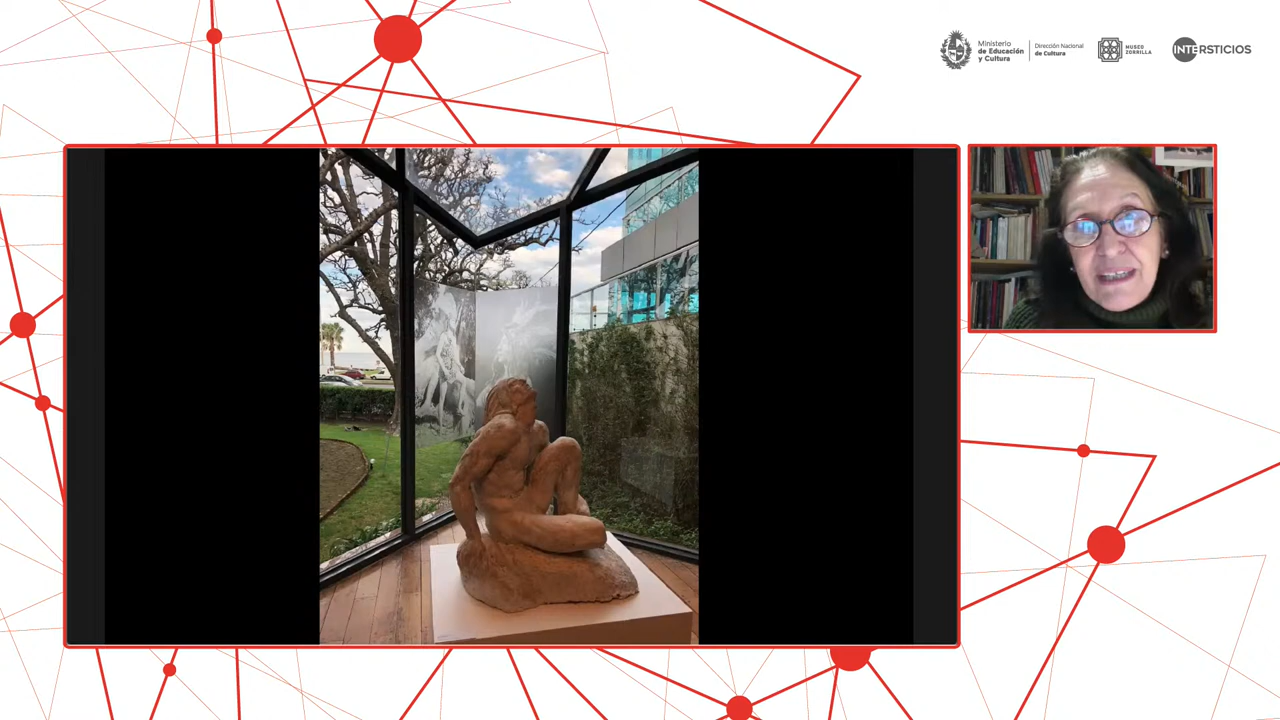 Ministerio
de Educación
y Cultura
Dirección Nacional
de Cultura
MUSEO
ZORRILLA
INTERSTICIOS